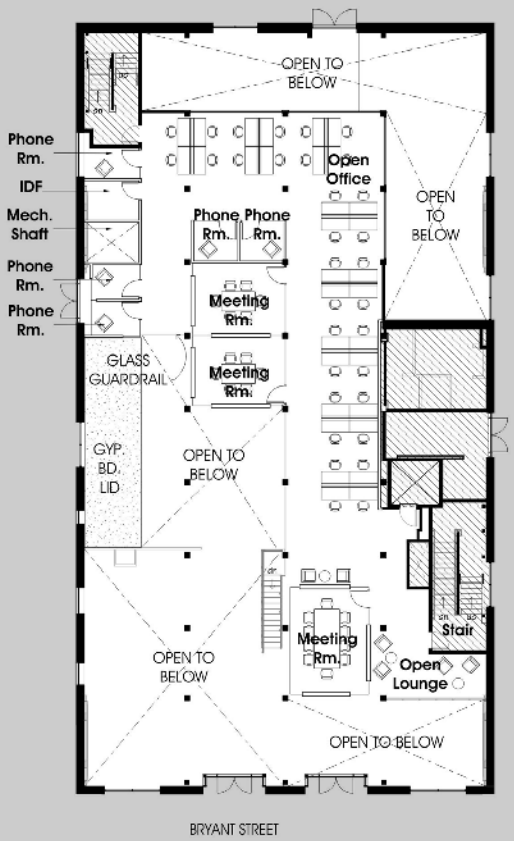 OPEN TO
BELOW
Phone
Rm.
Open
Office
IDF
OPEN
TO
BELOW
Mech.
Shaft
Phone
Rm.
Phone
Rm.
Phone
Rm.
Meeting
Rm.
Phone
Rm.
GLASS
GUARDRAIL
Meeting
Rm.
GYP.
BD.
LID
OPEN TO
BELOW
Stair
Meeting
Rm.
OPEN TO
BELOW
Open
Lounge
OPEN TO BELOW
BRYANT STREET